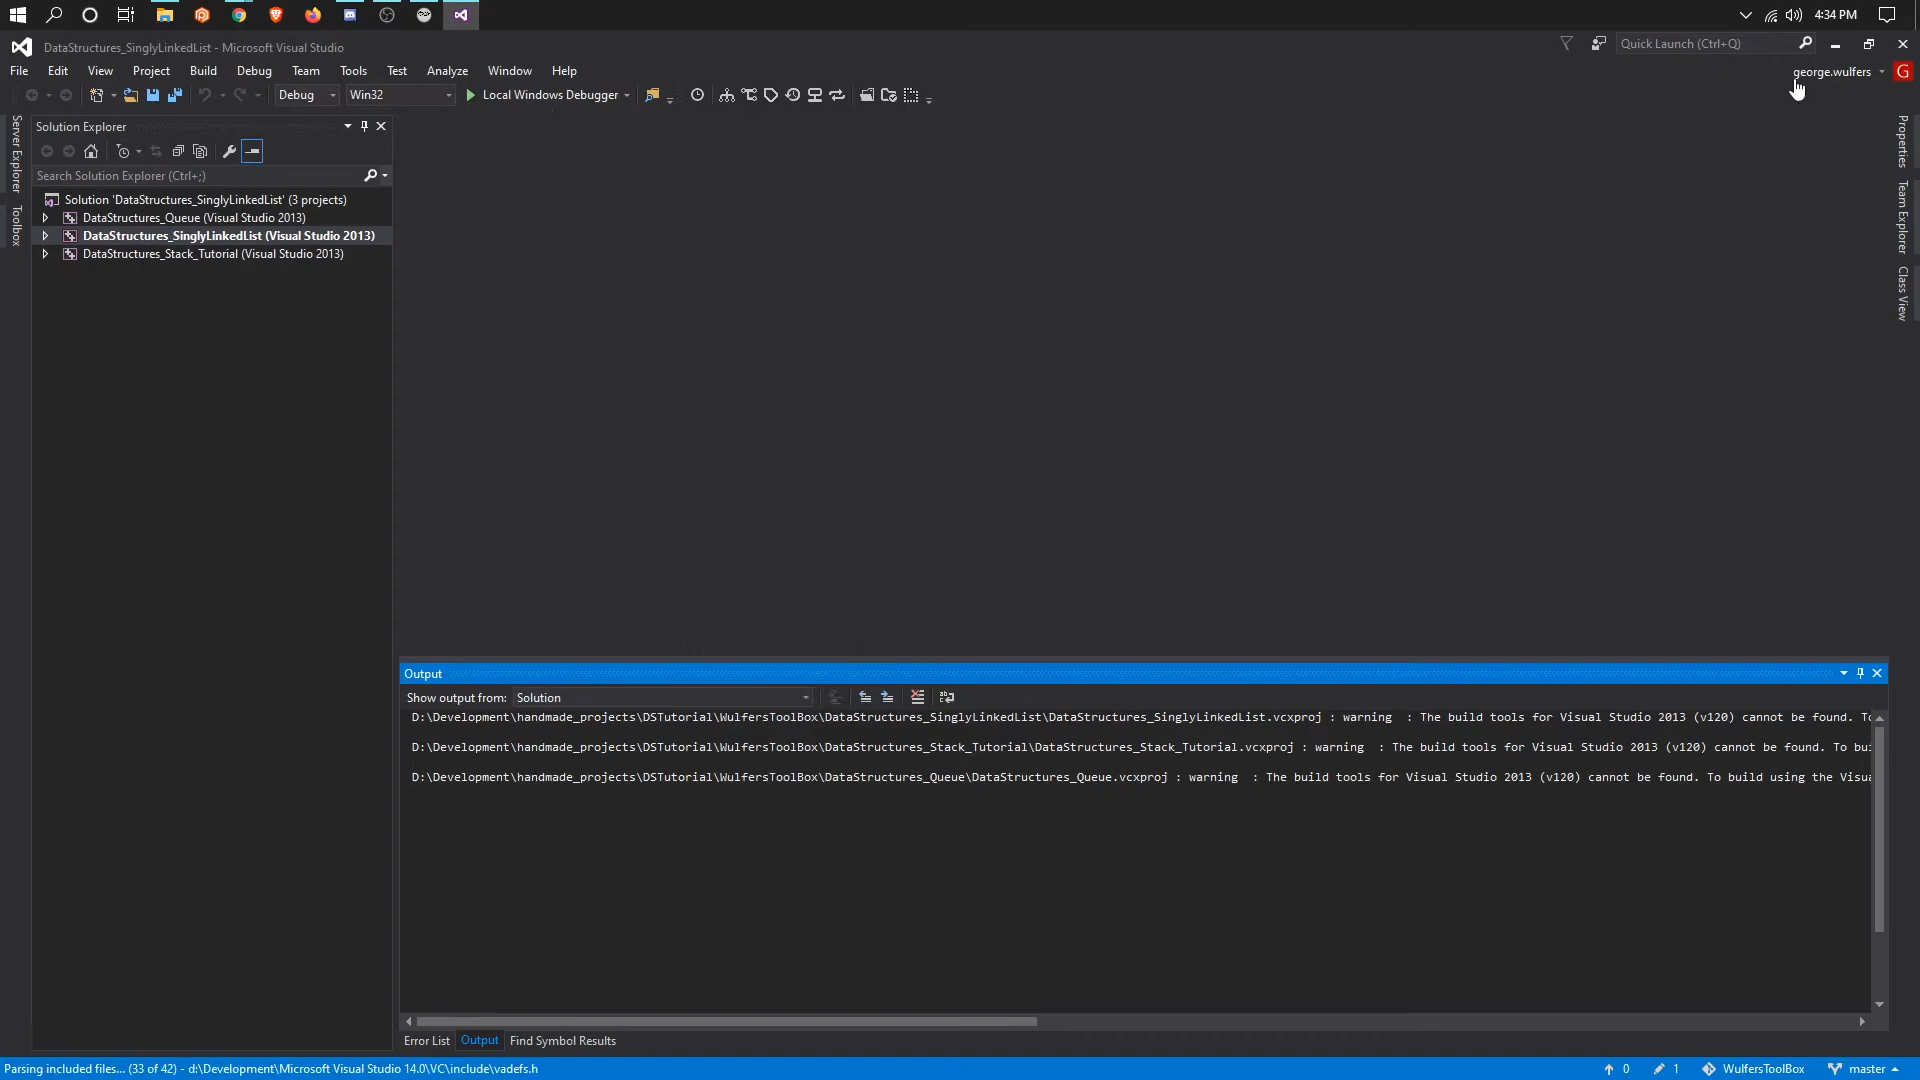 4:34 PM
DataStructures_SinglyLinkedList - Microsoft Visual Studio
Quick Launch (Ctrl+Q)
File Edit View Project Build Debug Team Tools Test Analyze Window Help
george.wulfers G
Debug Win32 Local Windows Debugger
Server Explorer
Toolbox
Solution Explorer
Search Solution Explorer (Ctrl+;)
Solution 'DataStructures_SinglyLinkedList' (3 projects)
DataStructures_Queue (Visual Studio 2013)
DataStructures_SinglyLinkedList (Visual Studio 2013)
DataStructures_Stack_Tutorial (Visual Studio 2013)
Properties
Team Explorer
Class View
Output
Show output from: Solution
D:\Development\handmade_projects\DSTutorial\WulfersToolBox\DataStructures_SinglyLinkedList\DataStructures_SinglyLinkedList.vcxproj : warning : The build tools for Visual Studio 2013 (v120) cannot be found. To
D:\Development\handmade_projects\DSTutorial\WulfersToolBox\DataStructures_Stack_Tutorial\DataStructures_Stack_Tutorial.vcxproj : warning : The build tools for Visual Studio 2013 (v120) cannot be found. To bui
D:\Development\handmade_projects\DSTutorial\WulfersToolBox\DataStructures_Queue\DataStructures_Queue.vcxproj : warning : The build tools for Visual Studio 2013 (v120) cannot be found. To build using the Visua
Error List Output Find Symbol Results
Parsing included files... (33 of 42) - d:\Development\Microsoft Visual Studio 14.0\VC\include\vadefs.h
0 1 WulfersToolBox master